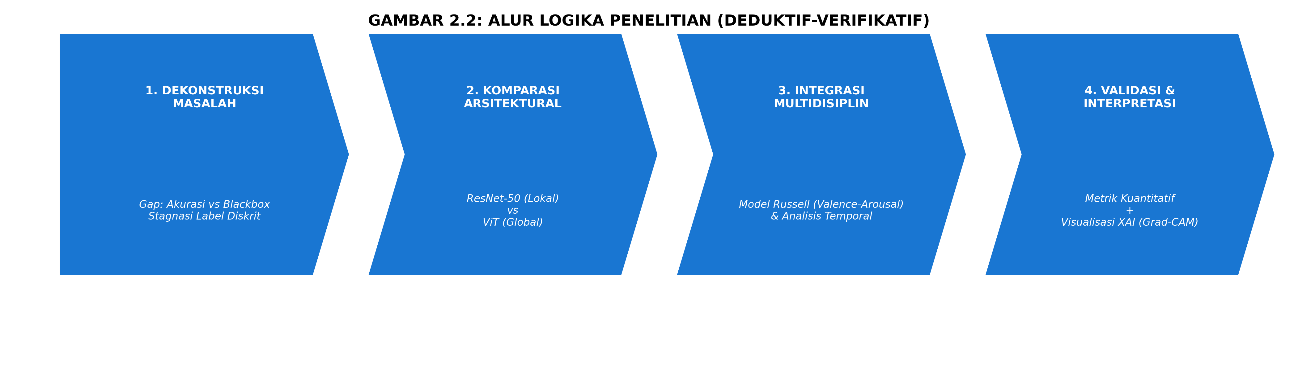 GAMBAR 2.2: ALUR LOGIKA PENELITIAN (DEDUKTIF-VERIFIKATIF)
1. DEKONSTRUKSI
MASALAH
Gap: Akurasi vs Blackbox
Stagnasi Label Diskrit
2. KOMPARASI
ARSITEKTURAL
ResNet-50 (Lokal)
vs
ViT (Global)
3. INTEGRASI
MULTIDISIPLIN
Model Russell (Valence-Arousal)
& Analisis Temporal
4. VALIDASI &
INTERPRETASI
Metrik Kuantitatif
+
Visualisasi XAI (Grad-CAM)